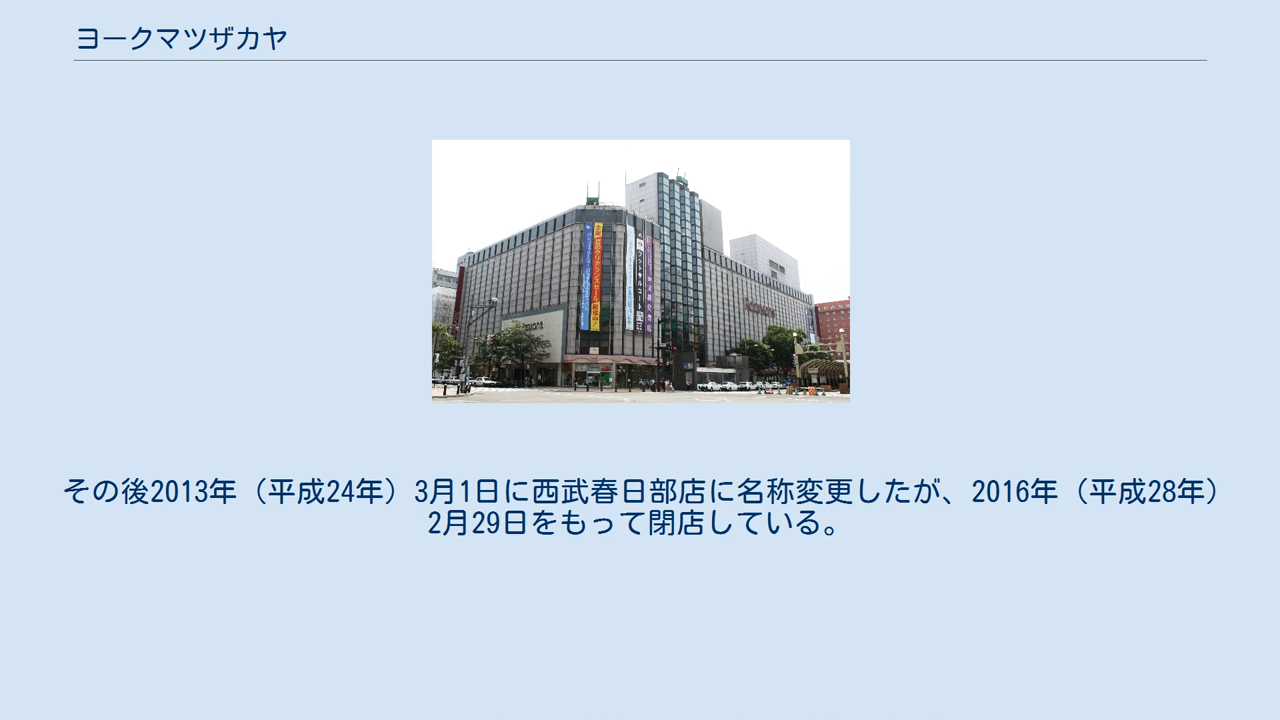 ヨークマツザカヤ
その後2013年（平成24年）3月1日に西武春日部店に名称変更したが、2016年（平成28年）
2月29日をもって閉店している。